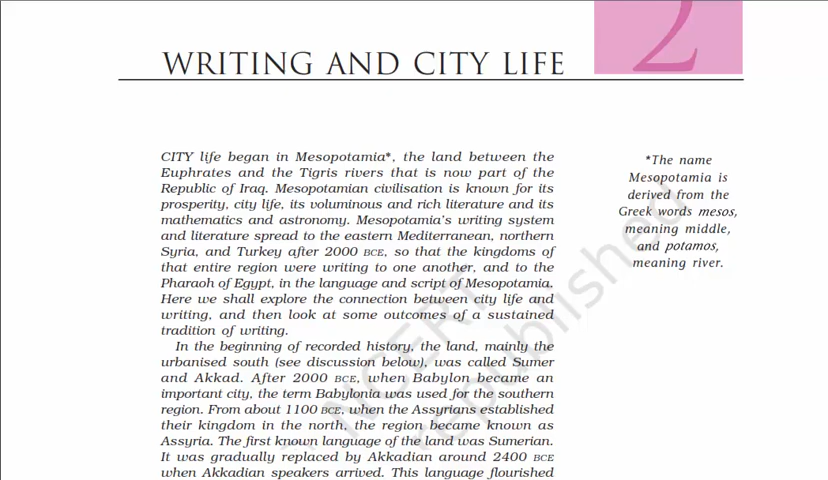 2
WRITING AND CITY LIFE
CITY life began in Mesopotamia*, the land between the
Euphrates and the Tigris rivers that is now part of the
Republic of Iraq. Mesopotamian civilisation is known for its
prosperity, city life, its voluminous and rich literature and its
mathematics and astronomy. Mesopotamia's writing system
and literature spread to the eastern Mediterranean, northern
Syria, and Turkey after 2000 BCE, so that the kingdoms of
that entire region were writing to one another, and to the
Pharaoh of Egypt, in the language and script of Mesopotamia.
Here we shall explore the connection between city life and
writing, and then look at some outcomes of a sustained
tradition of writing.
In the beginning of recorded history, the land, mainly the
urbanised south (see discussion below), was called Sumer
and Akkad. After 2000 BCE, when Babylon became an
important city, the term Babylonia was used for the southern
region. From about 1100 BCE, when the Assyrians established
their kingdom in the north, the region became known as
Assyria. The first known language of the land was Sumerian.
It was gradually replaced by Akkadian around 2400 BCE
when Akkadian speakers arrived. This language flourished
*The name
Mesopotamia is
derived from the
Greek words mesos,
meaning middle,
and potamos,
meaning river.
NCERT
republished